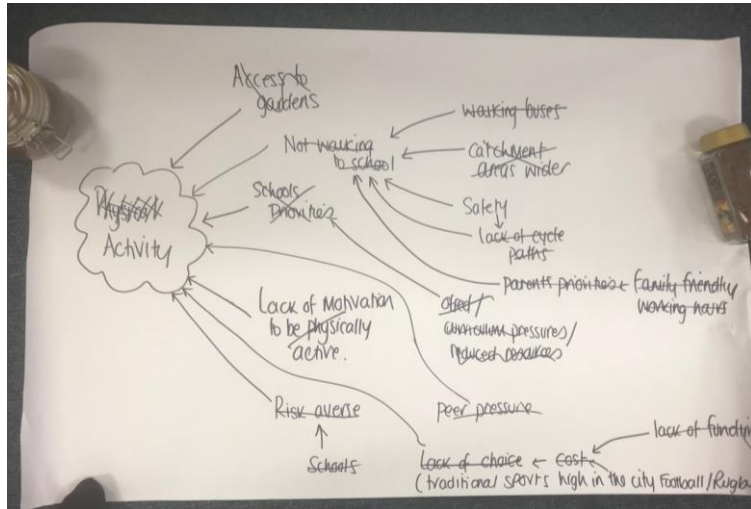 Access to
gardens
Not walking
to school
walking buses
catchment
areas wider
Safety
lack of cycle
paths
Schools
Priorities
Physical
Activity
parents priorities
family friendly
working hours
ofsted /
curriculum pressures /
reduced resources
Lack of Motivation
to be physically
active.
Risk averse
Schools
peer pressure
lack of
lack of choice
cost
(traditional sports high in the city Football /